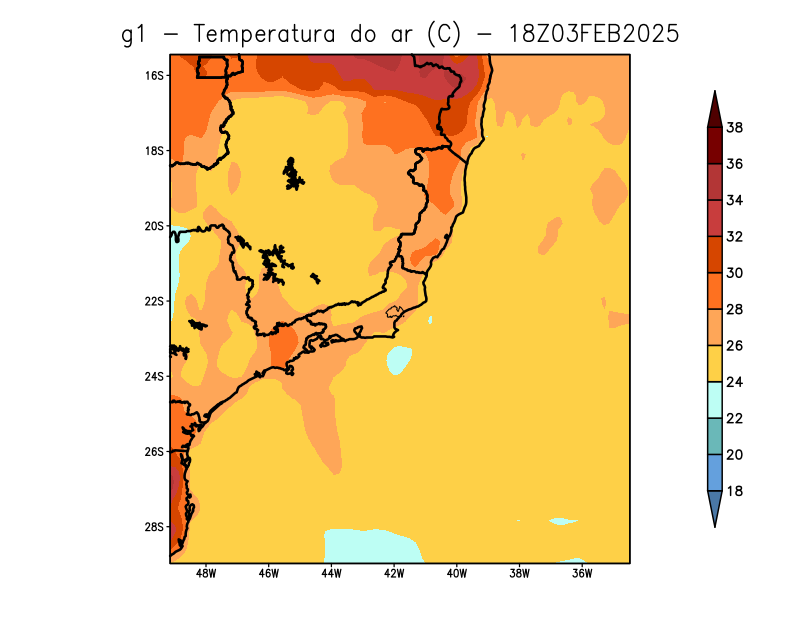 g1 – Temperatura do ar (C) – 18Z03FEB2025
16S
18S
20S
22S
24S
26S
28S
48W
46W
44W
42W
40W
38W
36W
38
36
34
32
30
28
26
24
22
20
18